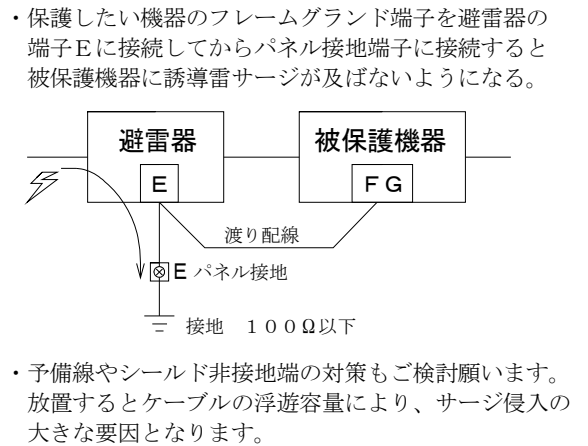 ・保護したい機器のフレームグランド端子を避雷器の
端子Ｅに接続してからパネル接地端子に接続すると
被保護機器に誘導雷サージが及ばないようになる。
避雷器
被保護機器
Ｅ
ＦＧ
渡り配線
Ｅ パネル接地
接地　１００Ω以下
・予備線やシールド非接地端の対策もご検討願います。
放置するとケーブルの浮遊容量により、サージ侵入の
大きな要因となります。